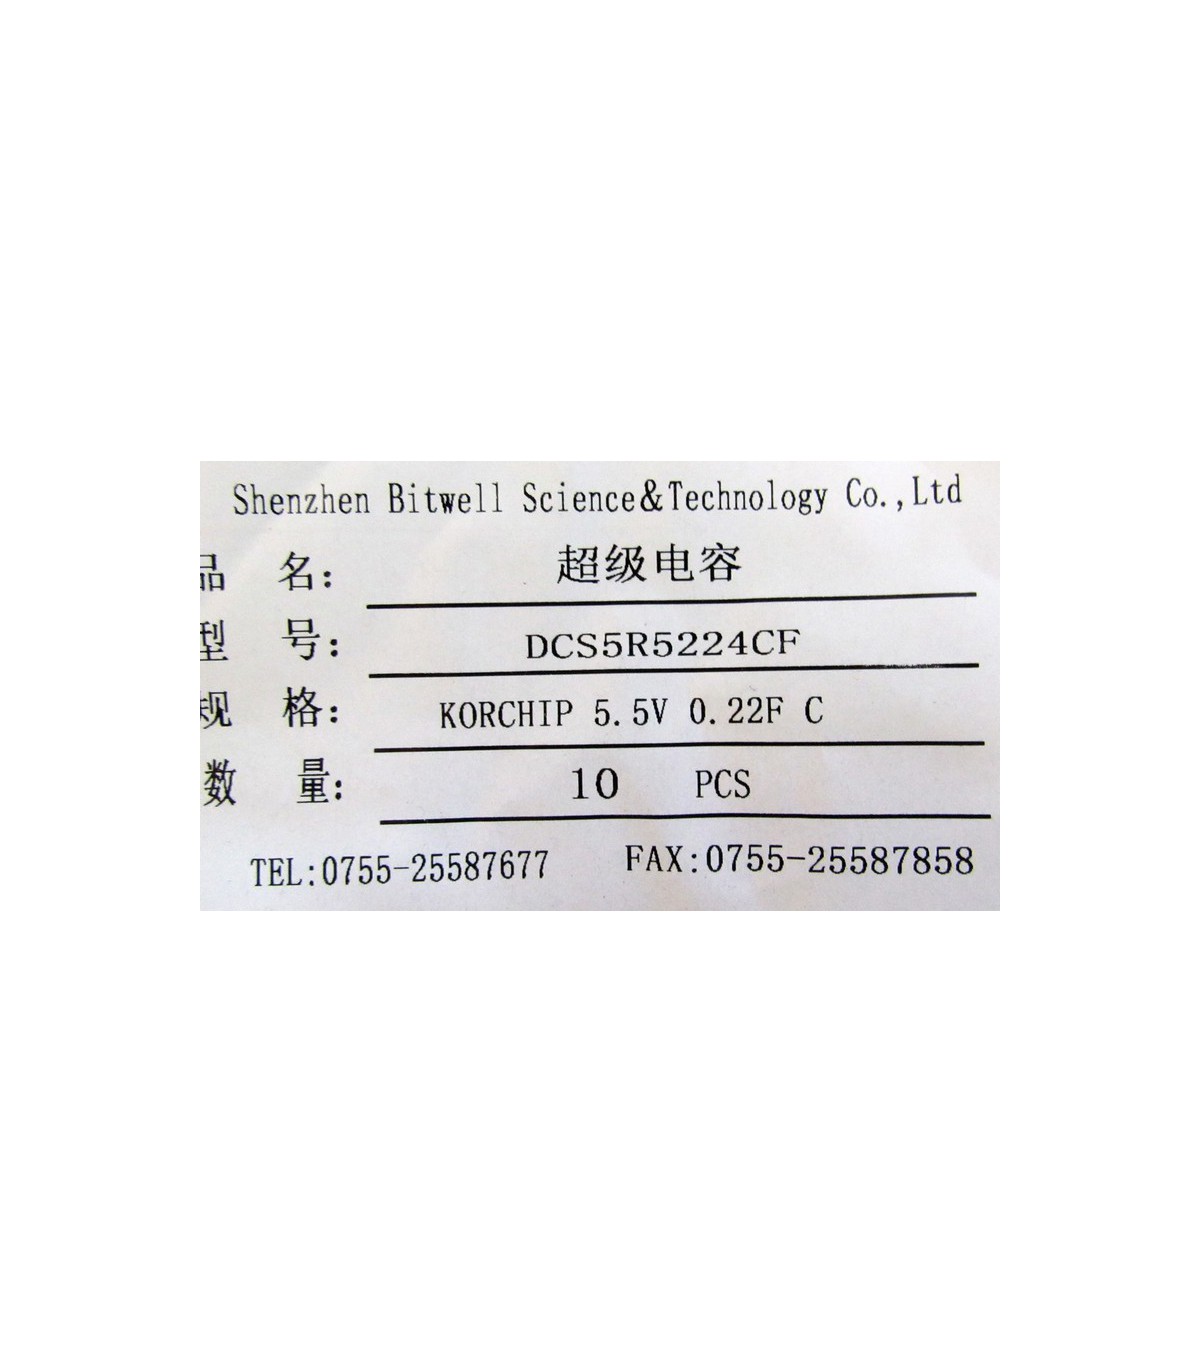 Shenzhen Bitwell Science&Technology Co.,Ltd
品 名: 超级电容
型 号: DCS5R5224CF
规 格: KORCHIP 5.5V 0.22F C
数 量: 10 PCS
TEL:0755-25587677 FAX:0755-25587858